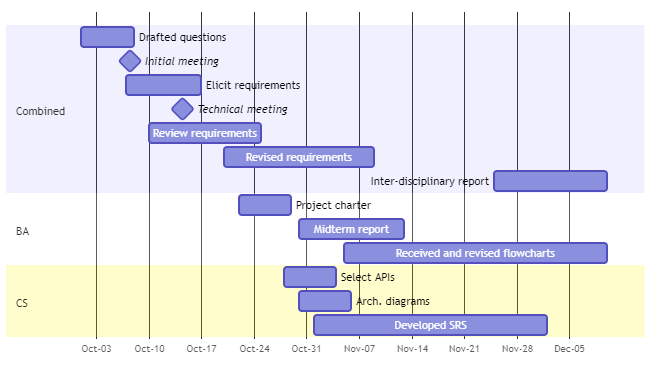 Drafted questions
Initial meeting
Elicit requirements
Combined
Technical meeting
Review requirements
Revised requirements
Inter-disciplinary report
Project charter
BA
Midterm report
Received and revised flowcharts
Select APIs
CS
Arch. diagrams
Developed SRS
Oct-03 Oct-10 Oct-17 Oct-24 Oct-31 Nov-07 Nov-14 Nov-21 Nov-28 Dec-05